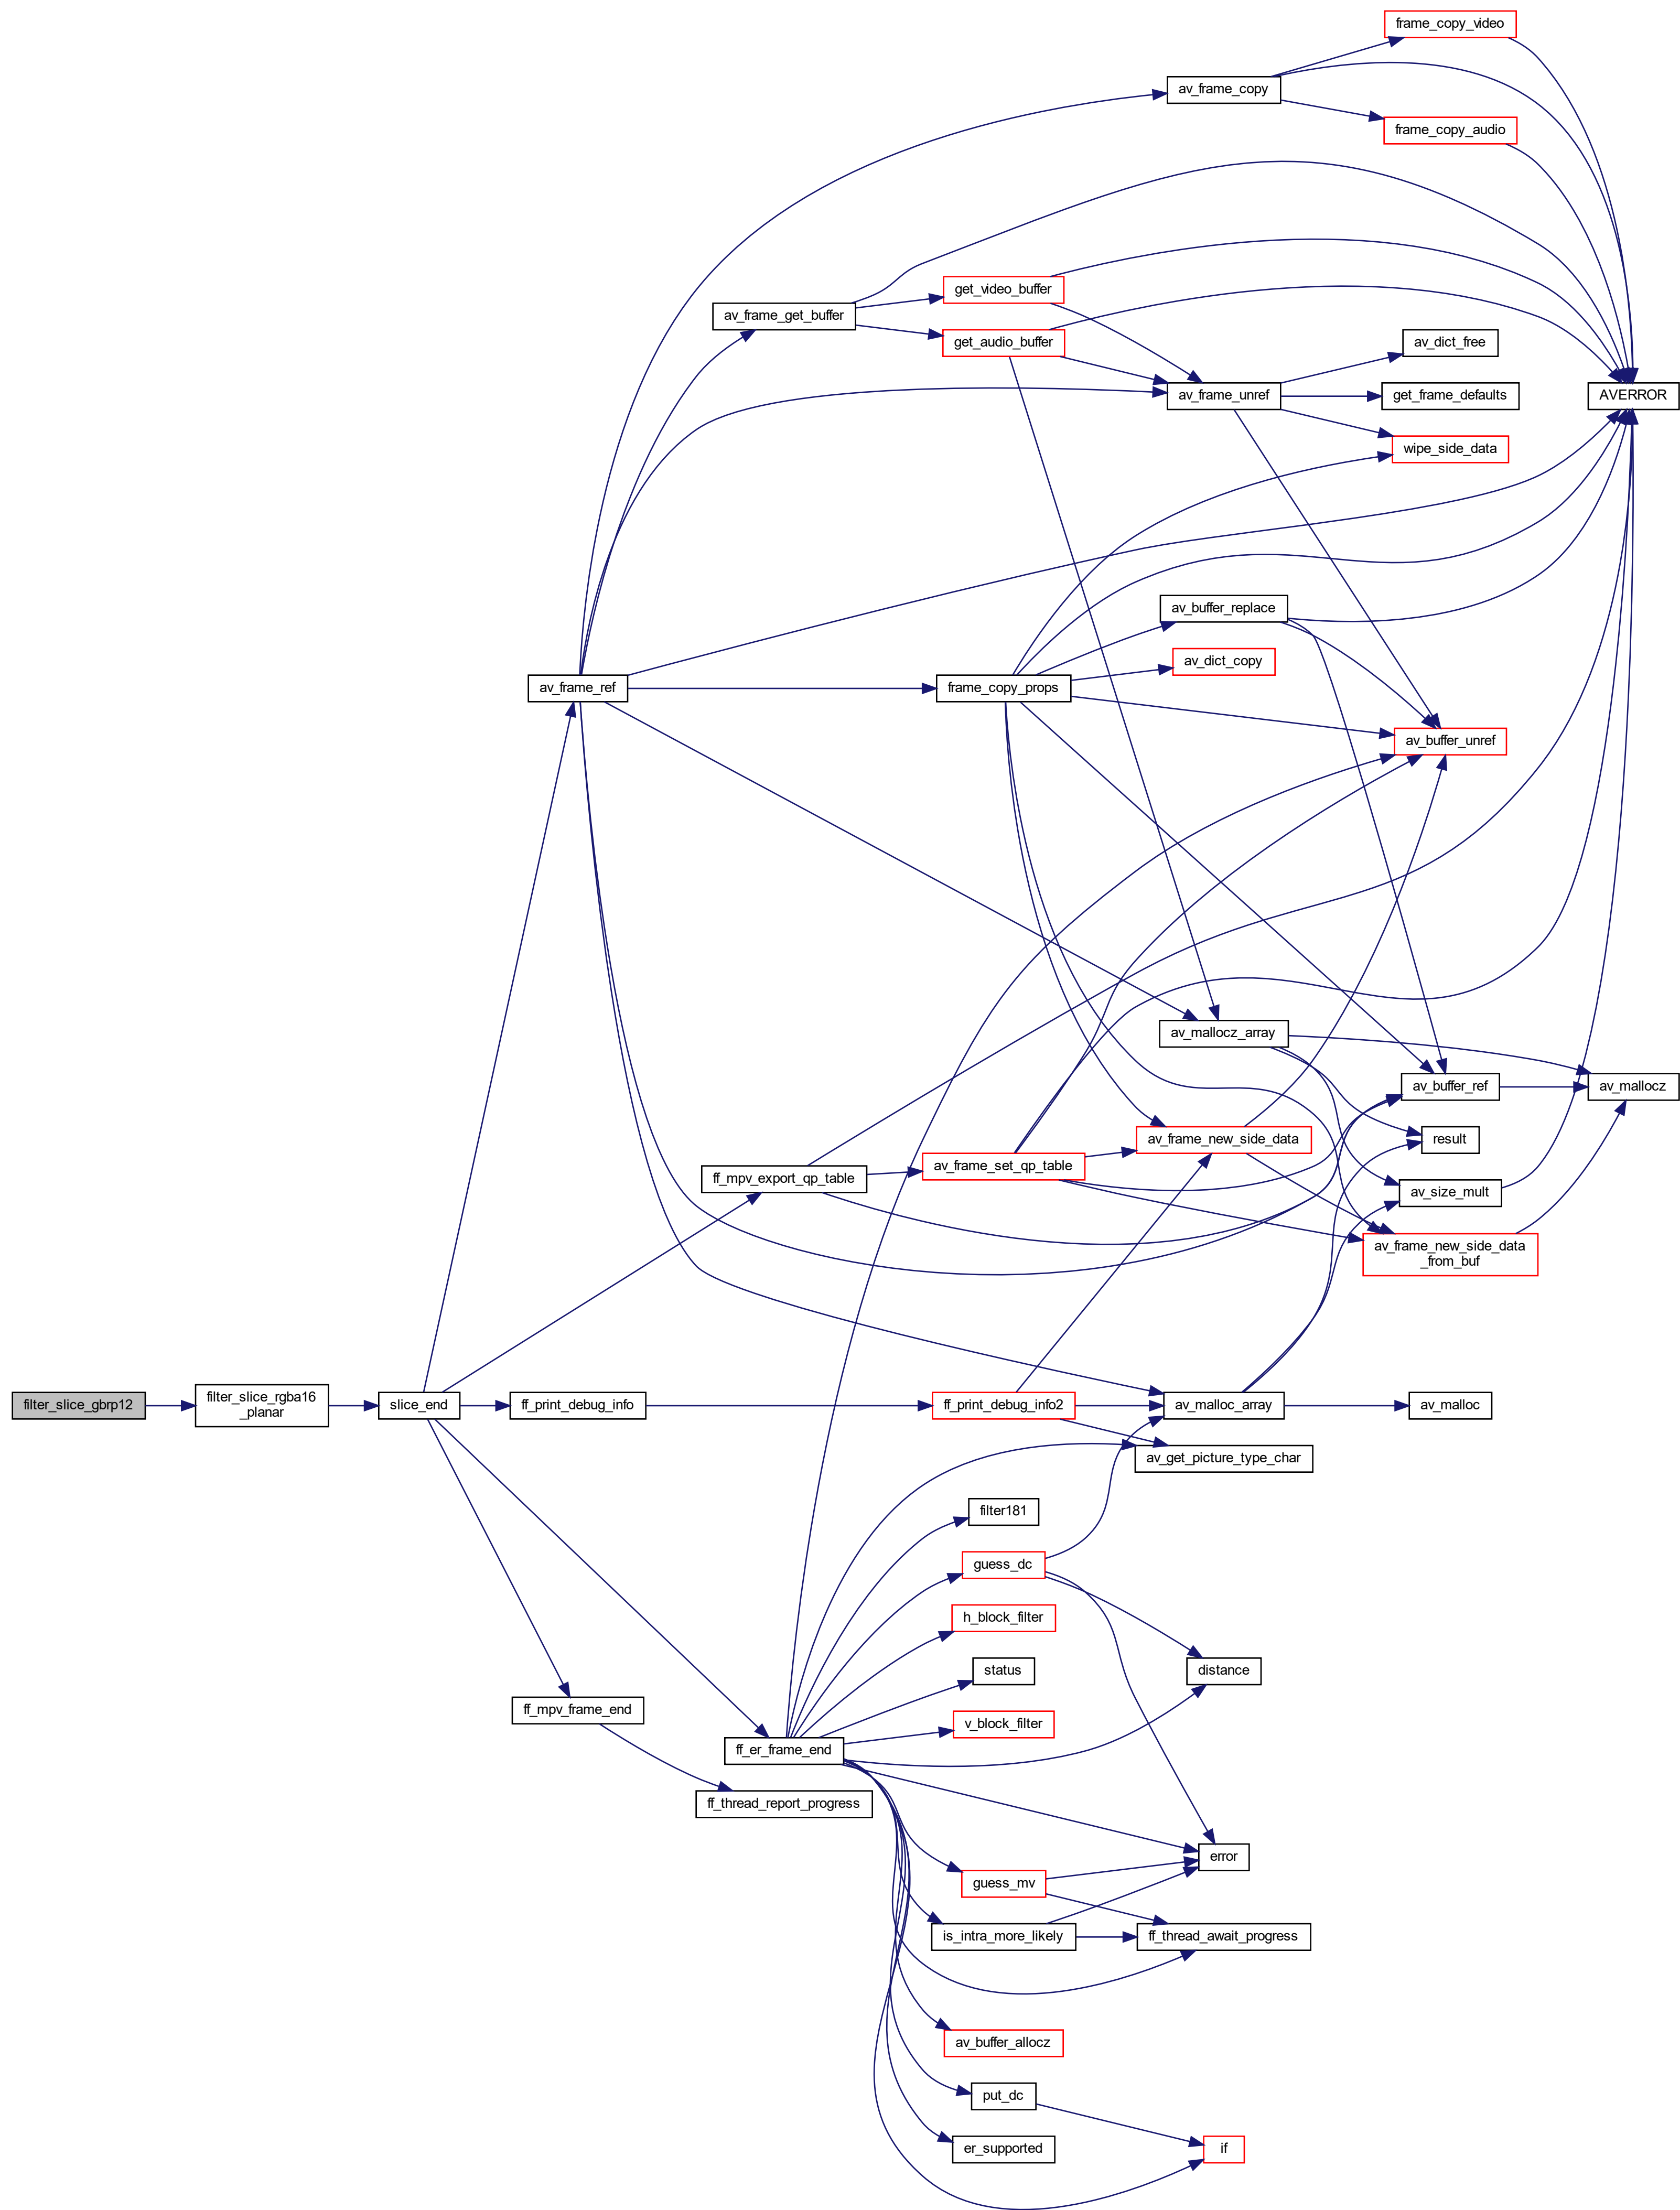 frame_copy_video
av_frame_copy
frame_copy_audio
get_video_buffer
av_frame_get_buffer
get_audio_buffer
av_dict_free
av_frame_unref
get_frame_defaults
AVERROR
wipe_side_data
av_buffer_replace
av_dict_copy
av_frame_ref
frame_copy_props
av_buffer_unref
av_mallocz_array
av_buffer_ref
av_mallocz
av_frame_new_side_data
result
av_frame_set_qp_table
ff_mpv_export_qp_table
av_size_mult
av_frame_new_side_data
_from_buf
filter_slice_gbrp12
filter_slice_rgba16
_planar
slice_end
ff_print_debug_info
ff_print_debug_info2
av_malloc_array
av_malloc
av_get_picture_type_char
filter181
guess_dc
h_block_filter
status
distance
ff_mpv_frame_end
v_block_filter
ff_er_frame_end
ff_thread_report_progress
error
guess_mv
is_intra_more_likely
ff_thread_await_progress
av_buffer_allocz
put_dc
er_supported
if